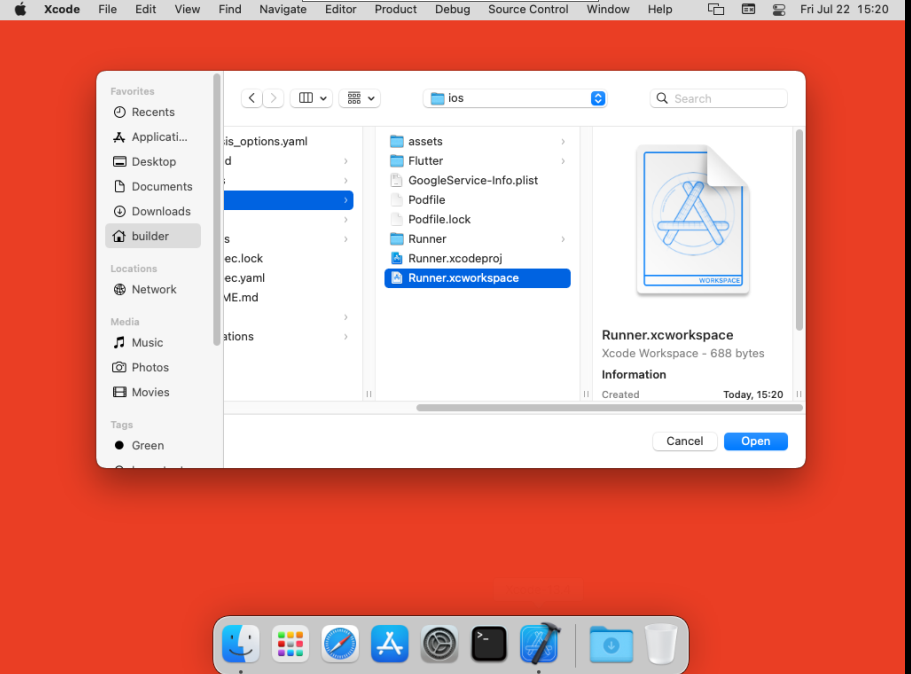 Xcode File Edit View Find Navigate Editor Product Debug Source Control Window Help Fri Jul 22 15:20
Favorites
Recents
Applicati...
Desktop
Documents
Downloads
builder
Locations
Network
Media
Music
Photos
Movies
Tags
Green
ios
Search
is_options.yaml
d
s
ec.lock
ec.yaml
ME.md
ations
assets
Flutter
GoogleService-Info.plist
Podfile
Podfile.lock
Runner
Runner.xcodeproj
Runner.xcworkspace
WORKSPACE
Runner.xcworkspace
Xcode Workspace - 688 bytes
Information
Created Today, 15:20
Cancel Open